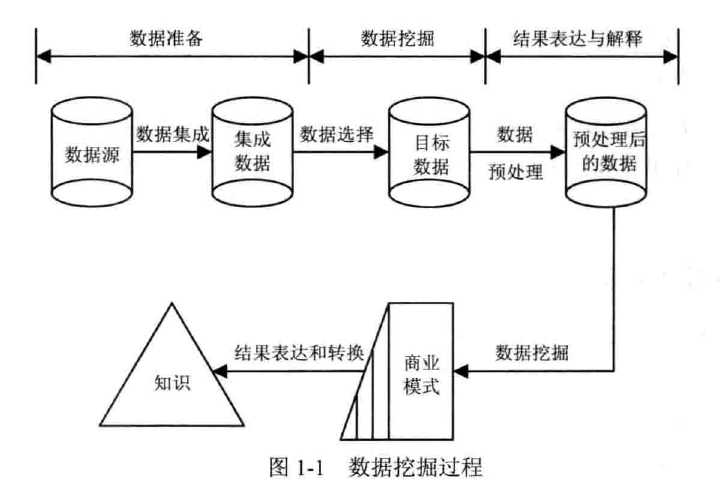 数据准备
数据挖掘
结果表达与解释
数据源
数据集成
集成
数据
数据选择
目标
数据
数据
预处理
预处理后
的数据
知识
结果表达和转换
商业
模式
数据挖掘
图 1-1 数据挖掘过程